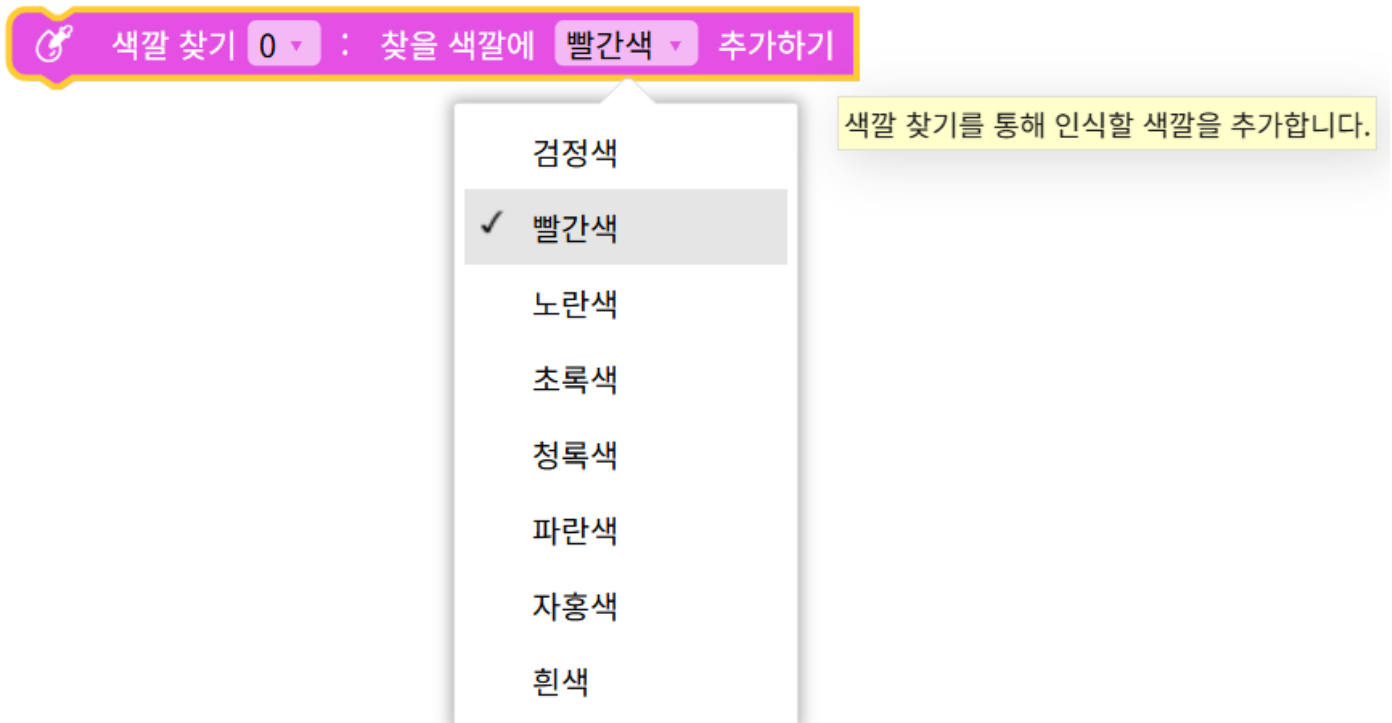 색깔 찾기 0 ▾ : 찾을 색깔에 빨간색 ▾ 추가하기
색깔 찾기를 통해 인식할 색깔을 추가합니다.
검정색
✓ 빨간색
노란색
초록색
청록색
파란색
자홍색
흰색